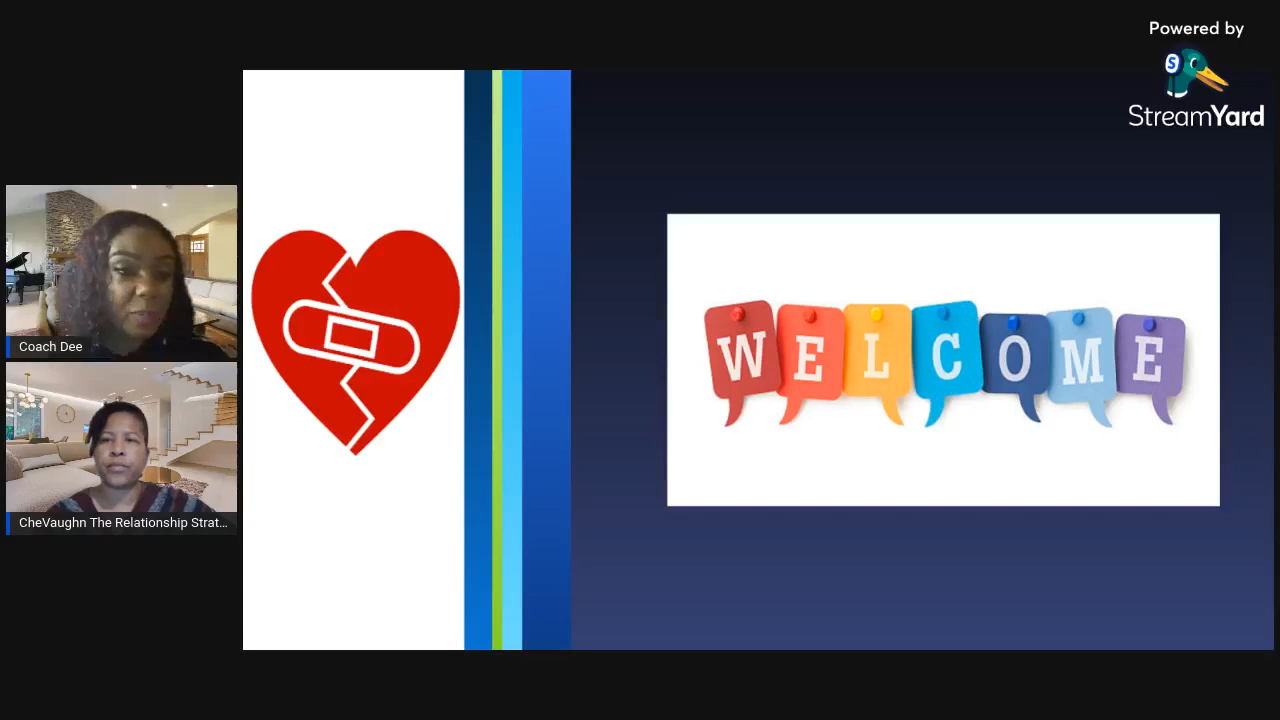 Powered by
S
StreamYard
WELCOME
Coach Dee
CheVaughn The Relationship Strat...